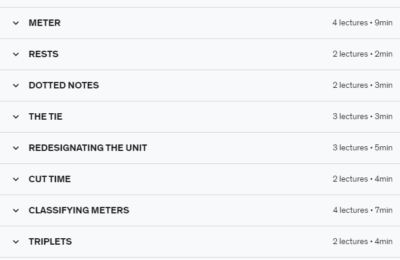 METER 4 lectures • 9min
RESTS 2 lectures • 2min
DOTTED NOTES 2 lectures • 3min
THE TIE 3 lectures • 3min
REDESIGNATING THE UNIT 3 lectures • 5min
CUT TIME 2 lectures • 4min
CLASSIFYING METERS 4 lectures • 7min
TRIPLETS 2 lectures • 4min